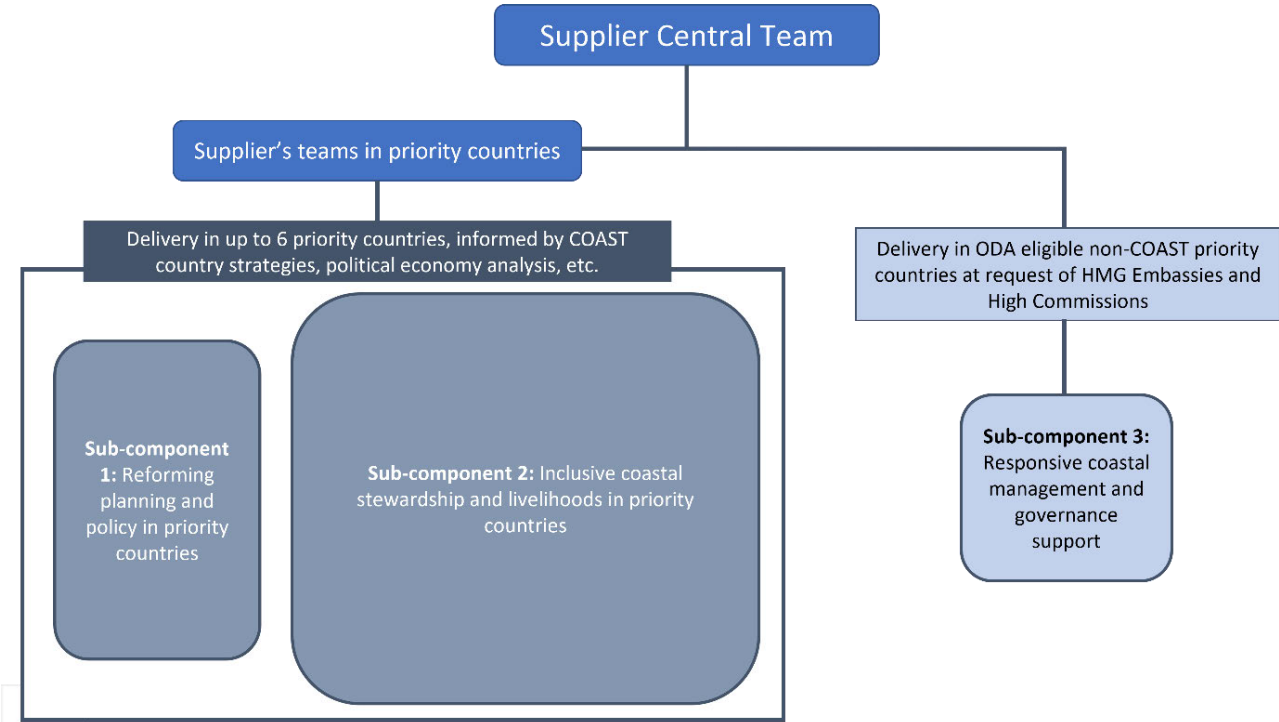 Supplier Central Team
Supplier’s teams in priority countries
Delivery in up to 6 priority countries, informed by COAST
country strategies, political economy analysis, etc.
Delivery in ODA eligible non-COAST priority
countries at request of HMG Embassies and
High Commissions
Sub-component
1: Reforming
planning and
policy in priority
countries
Sub-component 2: Inclusive coastal
stewardship and livelihoods in priority
countries
Sub-component 3:
Responsive coastal
management and
governance
support